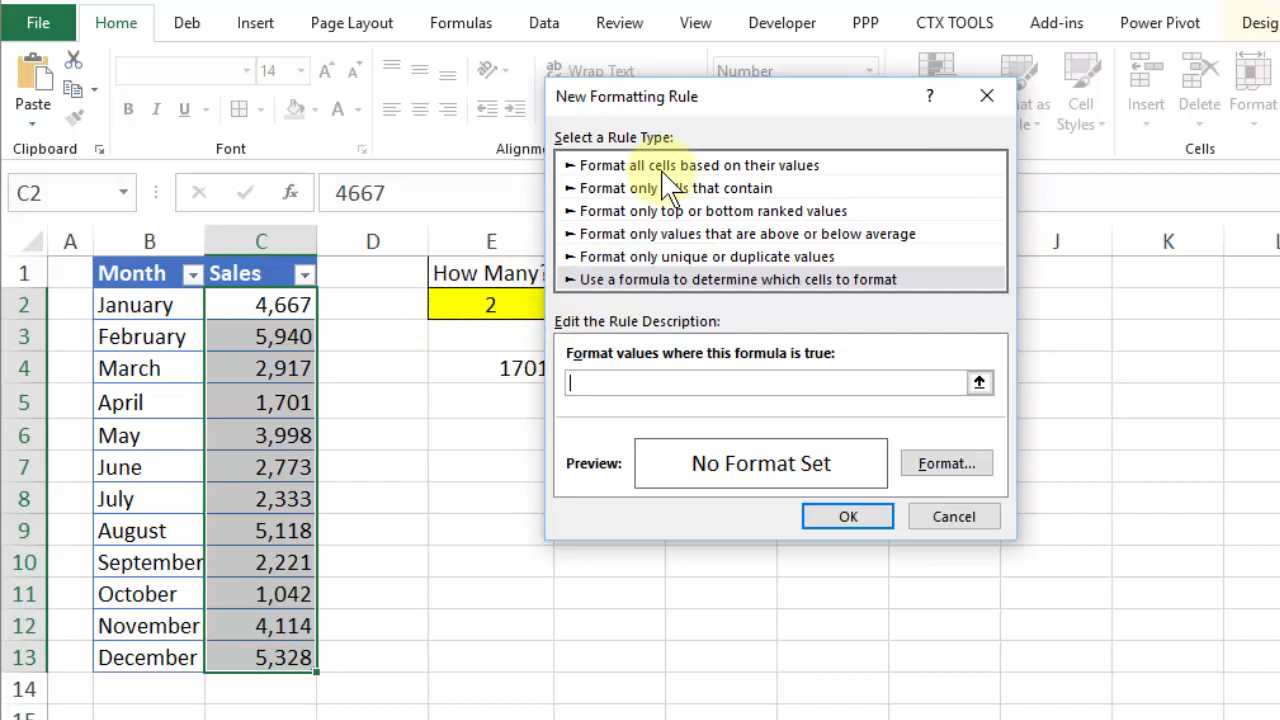 File Home Deb Insert Page Layout Formulas Data Review View Developer PPP CTX TOOLS Add-ins Power Pivot Desig
14 Wrap Text Number
Paste B I U A Cell Insert Delete Format
Styles
Clipboard Font Alignm Cells
New Formatting Rule ?
Select a Rule Type:
Format all cells based on their values
Format only that contain
Format only top or bottom ranked values
Format only values that are above or below average
Format only unique or duplicate values
Use a formula to determine which cells to format
Edit the Rule Description:
Format values where this formula is true:
Preview: No Format Set Format...
OK Cancel
C2 fx 4667
A B C D E J K L
1 Month Sales How Many?
2 January 4,667 2
3 February 5,940
4 March 2,917 1701
5 April 1,701
6 May 3,998
7 June 2,773
8 July 2,333
9 August 5,118
10 September 2,221
11 October 1,042
12 November 4,114
13 December 5,328
14
15